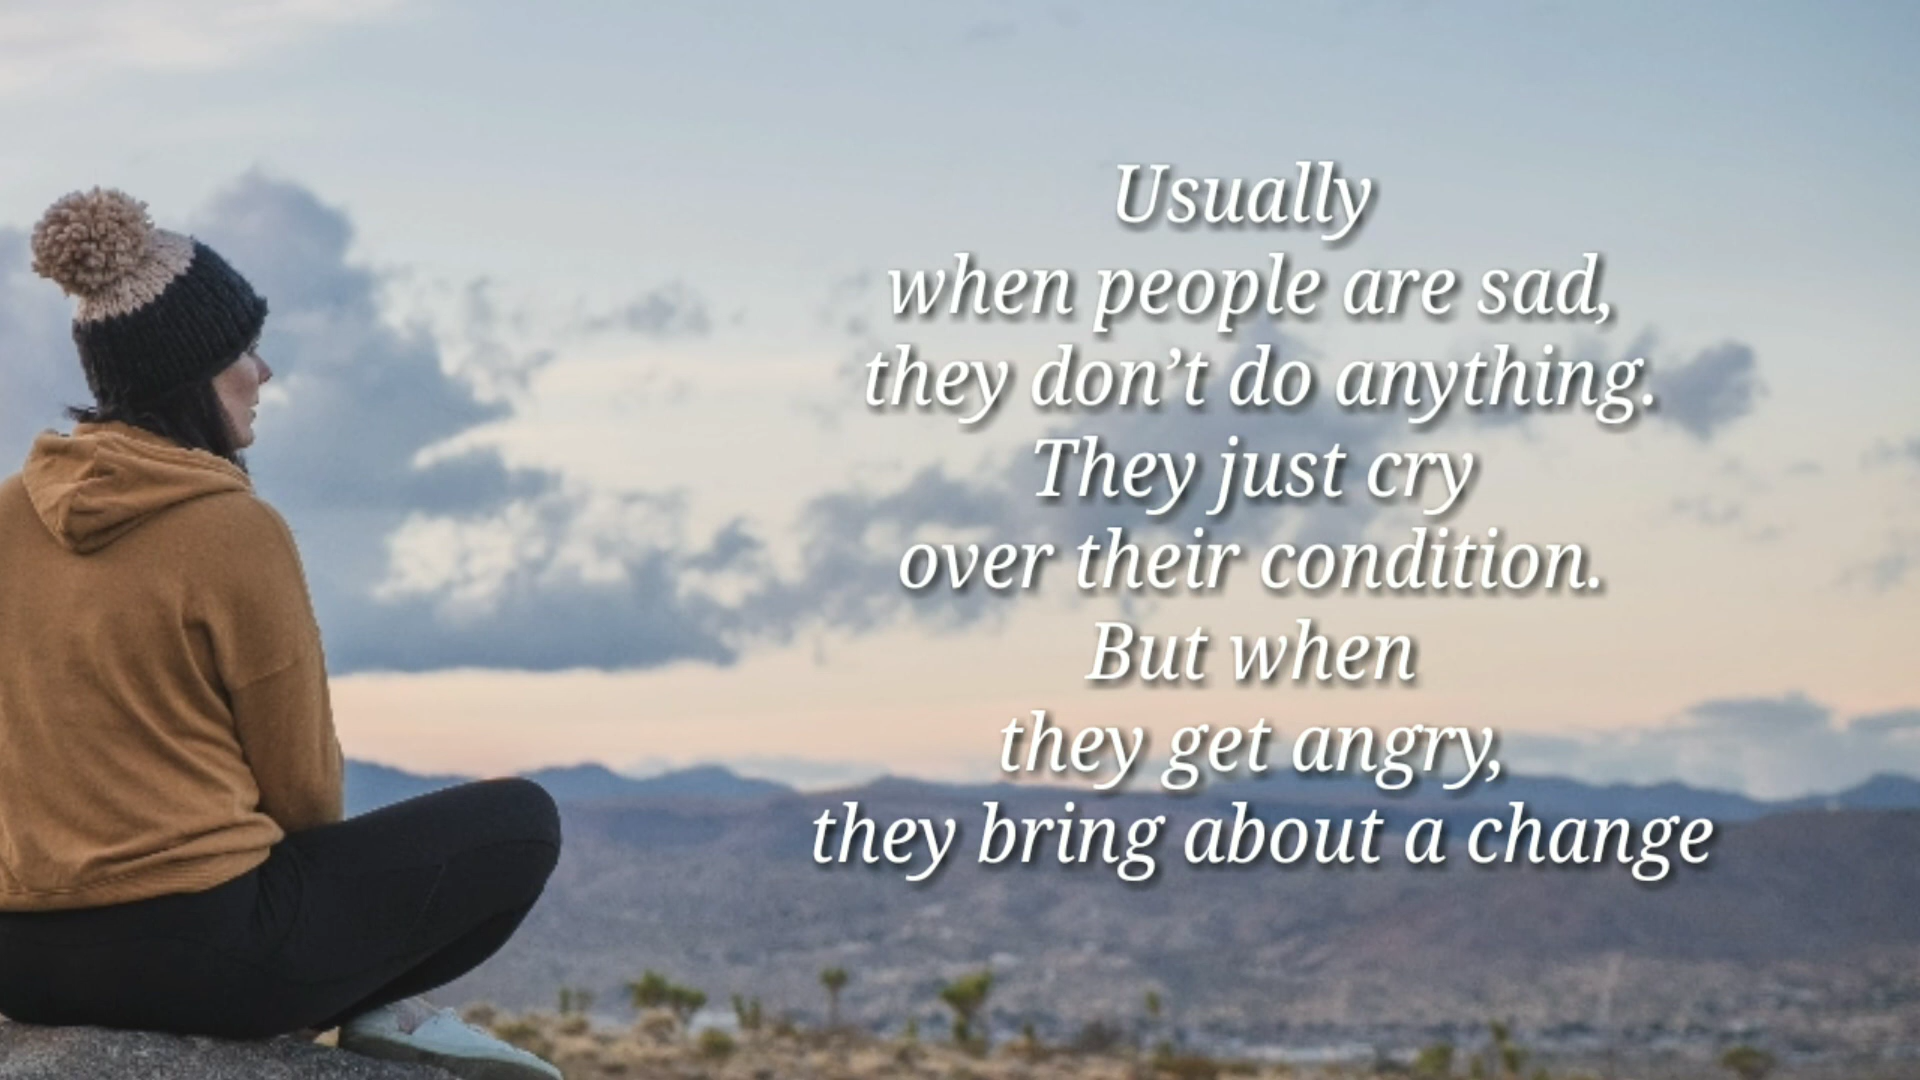 Usually
when people are sad,
they don’t do anything.
They just cry
over their condition.
But when
they get angry,
they bring about a change